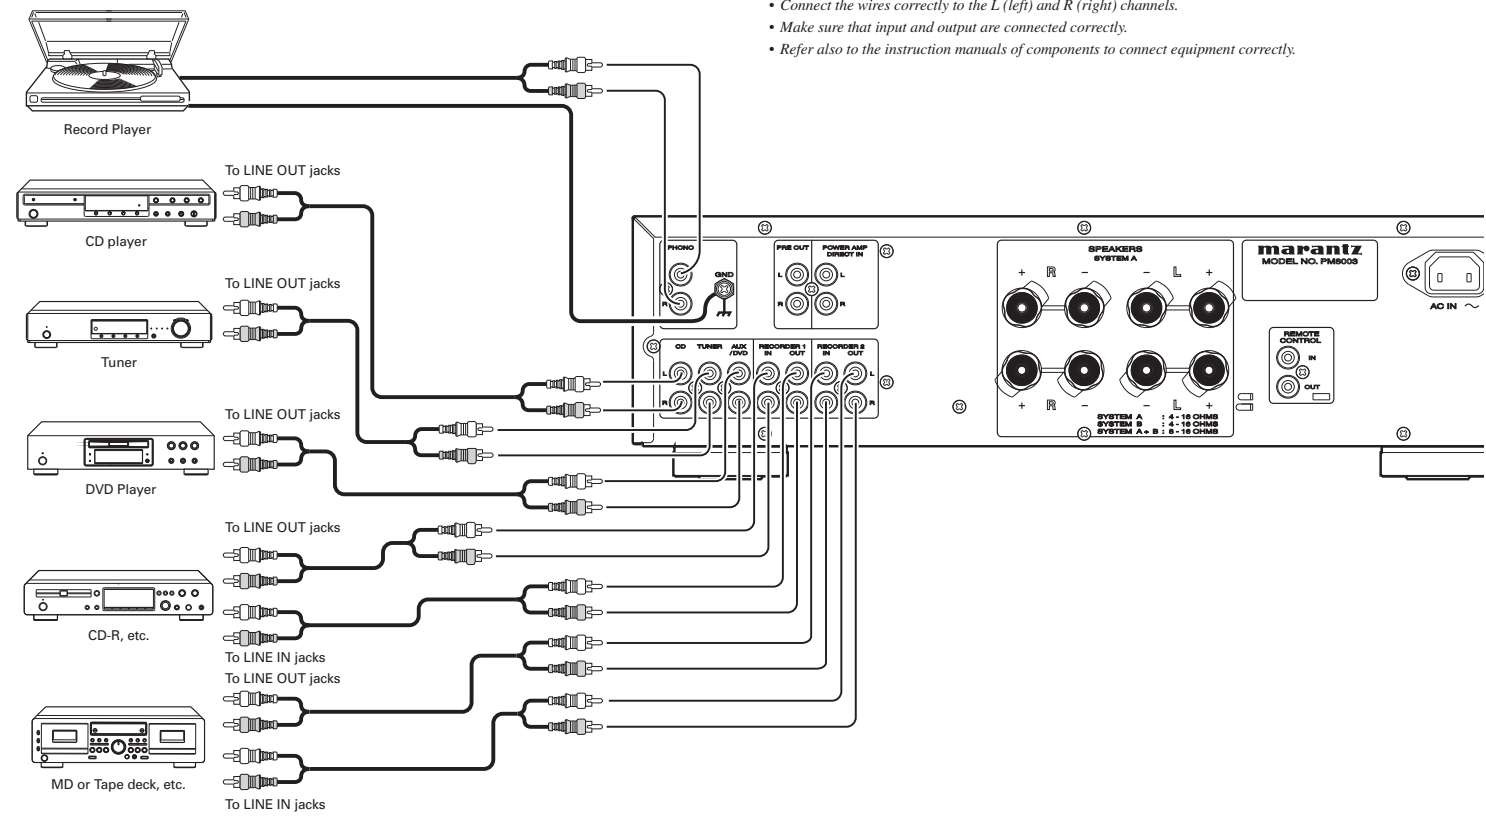 • Connect the wires correctly to the L (left) and R (right) channels.
• Make sure that input and output are connected correctly.
• Refer also to the instruction manuals of components to connect equipment correctly.
Record Player
To LINE OUT jacks
CD player
To LINE OUT jacks
Tuner
To LINE OUT jacks
DVD Player
To LINE OUT jacks
CD-R, etc.
To LINE IN jacks
To LINE OUT jacks
MD or Tape deck, etc.
To LINE IN jacks
PHONO
GND
R
PRE OUT
POWER AMP
DIRECT IN
L
L
R
R
CD
TUNER
AUX
/DVD
RECORDER 1
IN
OUT
RECORDER 2
IN
OUT
L
L
R
R
SPEAKERS
SYSTEM A
+ R − − L +
+ R − − L +
SYSTEM A : 4 - 16 OHMS
SYSTEM B : 4 - 16 OHMS
SYSTEM A + B : 8 - 16 OHMS
marantz
MODEL NO. PM8003
AC IN ~
REMOTE
CONTROL
IN
OUT